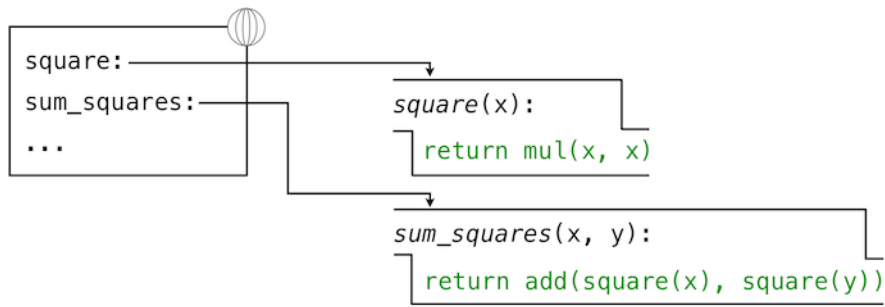 square:
sum_squares:
...
square(x):
return mul(x, x)
sum_squares(x, y):
return add(square(x), square(y))